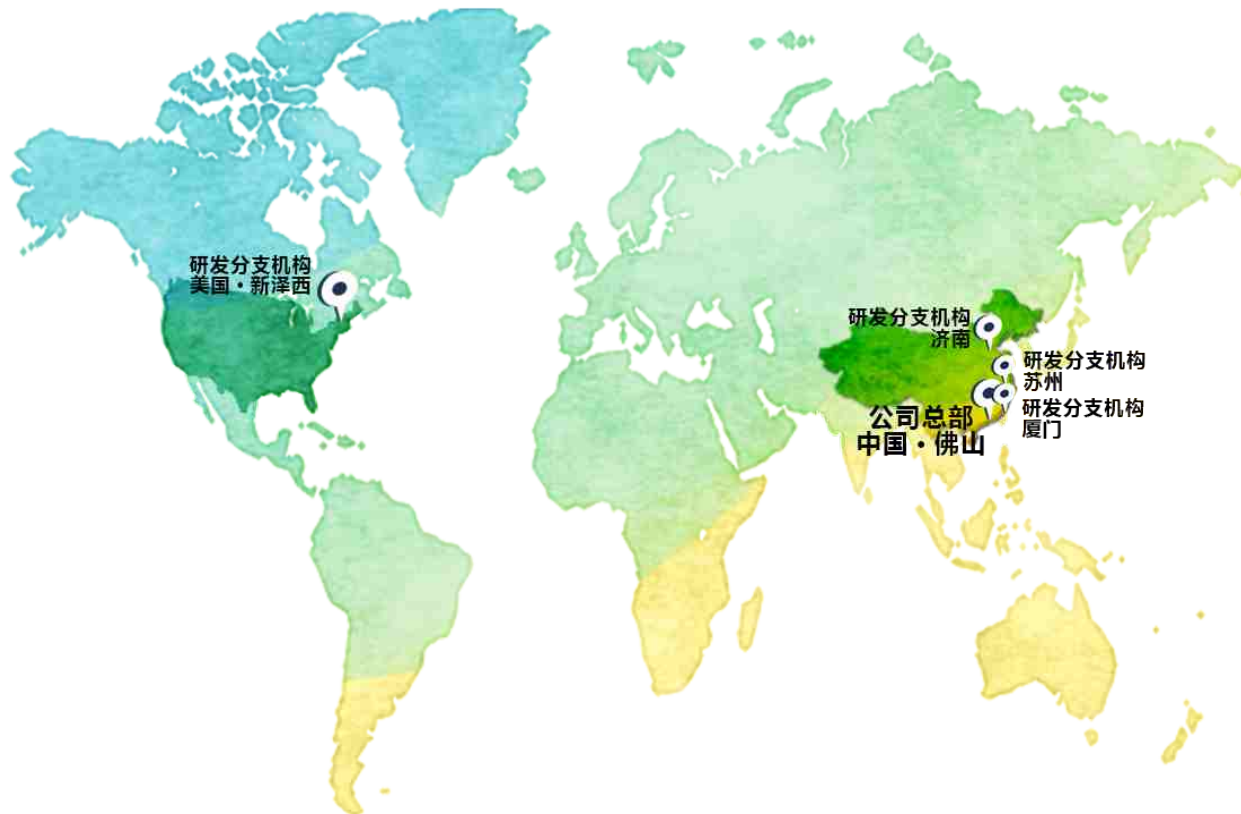 研发分支机构
美国·新泽西
研发分支机构
济南
研发分支机构
苏州
研发分支机构
厦门
公司总部
中国·佛山